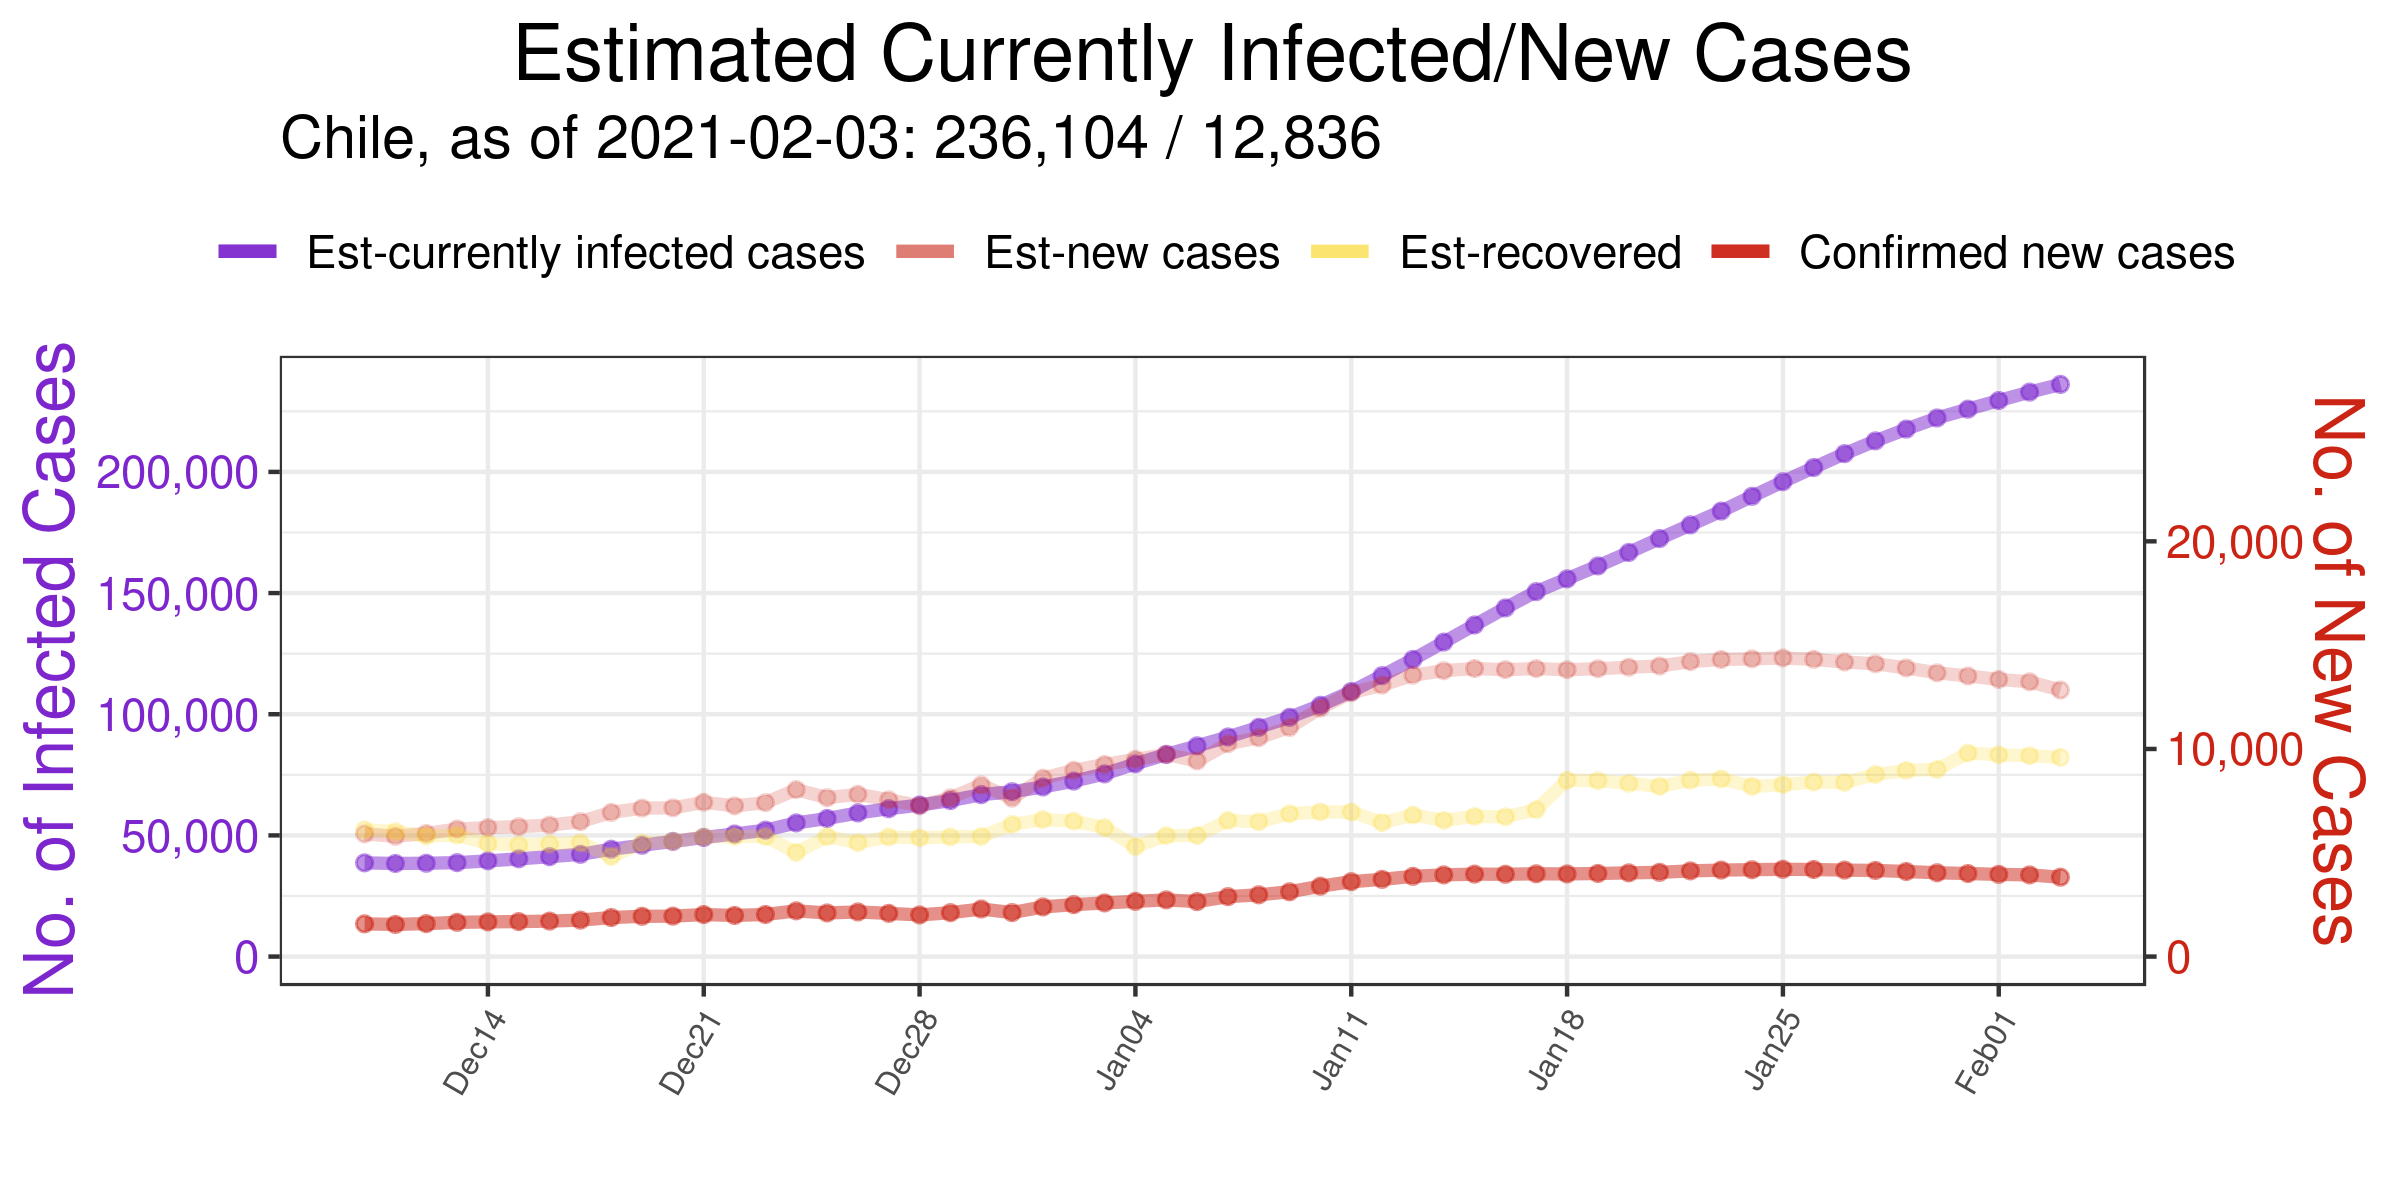 Estimated Currently Infected/New Cases
Chile, as of 2021-02-03: 236,104 / 12,836
Est-currently infected cases Est-new cases Est-recovered Confirmed new cases
No. of Infected Cases
200,000
150,000
100,000
50,000
0
20,000
10,000
0
No. of New Cases
Dec14 Dec21 Dec28 Jan04 Jan11 Jan18 Jan25 Feb01